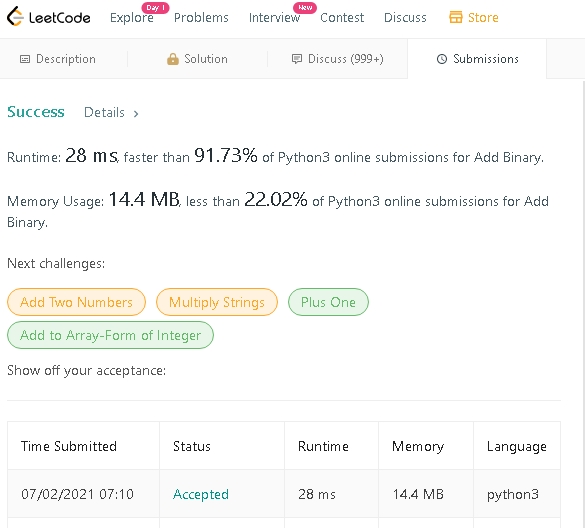 LeetCode
Day 1
New
Explore Problems Interview Contest Discuss Store
Description Solution Discuss (999+) Submissions
Success Details >
Runtime: 28 ms, faster than 91.73% of Python3 online submissions for Add Binary.
Memory Usage: 14.4 MB, less than 22.02% of Python3 online submissions for Add
Binary.
Next challenges:
Add Two Numbers Multiply Strings Plus One
Add to Array-Form of Integer
Show off your acceptance:
Time Submitted Status Runtime Memory Language
07/02/2021 07:10 Accepted 28 ms 14.4 MB python3